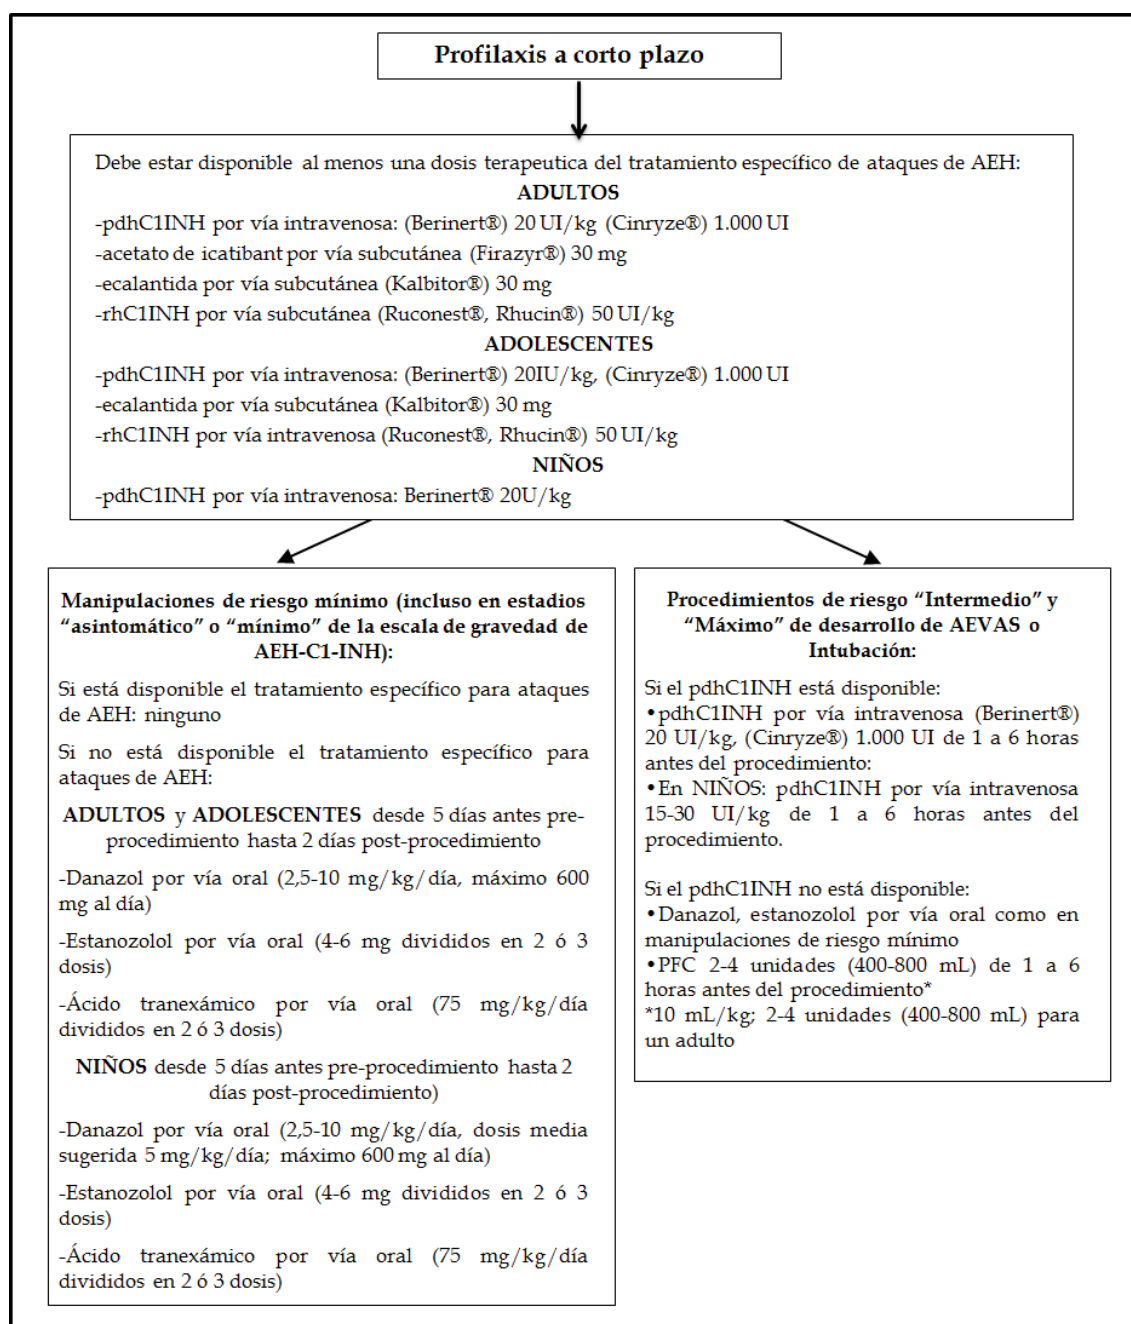 Profilaxis a corto plazo
Debe estar disponible al menos una dosis terapeutica del tratamiento específico de ataques de AEH:
ADULTOS
-pdhC1INH por vía intravenosa: (Berinert®) 20 UI/kg (Cinryze®) 1.000 UI
-acetato de icatibant por vía subcutánea (Firazyr®) 30 mg
-ecalantida por vía subcutánea (Kalbitor®) 30 mg
-rhC1INH por vía subcutánea (Ruconest®, Rhucin®) 50 UI/kg
ADOLESCENTES
-pdhC1INH por vía intravenosa: (Berinert®) 20IU/kg, (Cinryze®) 1.000 UI
-ecalantida por vía subcutánea (Kalbitor®) 30 mg
-rhC1INH por vía intravenosa (Ruconest®, Rhucin®) 50 UI/kg
NIÑOS
-pdhC1INH por vía intravenosa: Berinert® 20U/kg
Manipulaciones de riesgo mínimo (incluso en estadios
“asintomático” o “mínimo” de la escala de gravedad de
AEH-C1-INH):
Si está disponible el tratamiento específico para ataques
de AEH: ninguno
Si no está disponible el tratamiento específico para
ataques de AEH:
ADULTOS y ADOLESCENTES desde 5 días antes pre-
procedimiento hasta 2 días post-procedimiento
-Danazol por vía oral (2,5-10 mg/kg/día, máximo 600
mg al día)
-Estanozolol por vía oral (4-6 mg divididos en 2 ó 3
dosis)
-Ácido tranexámico por vía oral (75 mg/kg/día
divididos en 2 ó 3 dosis)
NIÑOS desde 5 días antes pre-procedimiento hasta 2
días post-procedimiento)
-Danazol por vía oral (2,5-10 mg/kg/día, dosis media
sugerida 5 mg/kg/día; máximo 600 mg al día)
-Estanozolol por vía oral (4-6 mg divididos en 2 ó 3
dosis)
-Ácido tranexámico por vía oral (75 mg/kg/día
divididos en 2 ó 3 dosis)
Procedimientos de riesgo “Intermedio” y
“Máximo” de desarrollo de AEVAS o
Intubación:
Si el pdhC1INH está disponible:
•pdhC1INH por vía intravenosa (Berinert®)
20 UI/kg, (Cinryze®) 1.000 UI de 1 a 6 horas
antes del procedimiento:
•En NIÑOS: pdhC1INH por vía intravenosa
15-30 UI/kg de 1 a 6 horas antes del
procedimiento.
Si el pdhC1INH no está disponible:
•Danazol, estanozolol por vía oral como en
manipulaciones de riesgo mínimo
•PFC 2-4 unidades (400-800 mL) de 1 a 6
horas antes del procedimiento*
*10 mL/kg; 2-4 unidades (400-800 mL) para
un adulto